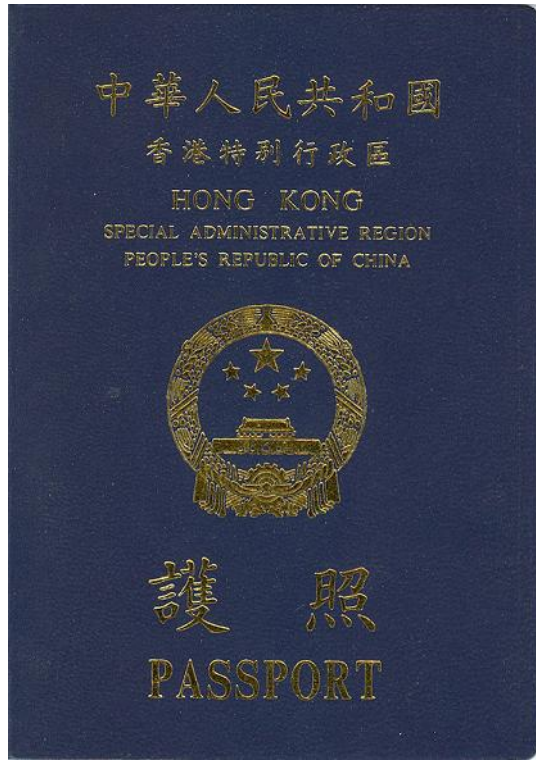 中華人民共和國
香港特別行政區
HONG KONG
SPECIAL ADMINISTRATIVE REGION
PEOPLE'S REPUBLIC OF CHINA
護照
PASSPORT